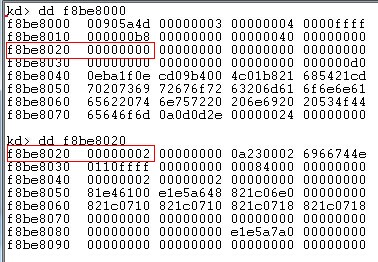 kd> dd f8be8000
f8be8000 00905a4d 00000003 00000004 0000ffff
f8be8010 000000b8 00000000 00000040 00000000
f8be8020 00000000 00000000 00000000 00000000
f8be8030 00000000 00000000 00000000 000000d0
f8be8040 0eba1f0e cd09b400 4c01b821 685421cd
f8be8050 70207369 72676f72 63206d61 6f6e6e61
f8be8060 65622074 6e757220 206e6920 20534f44
f8be8070 65646f6d 0a0d0d2e 00000024 00000000
kd> dd f8be8020
f8be8020 00000002 00000000 0a230002 6966744e
f8be8030 0110ffff 00000000 00084000 00000000
f8be8040 00000002 00000002 00000000 00000000
f8be8050 81e46100 e1e5a648 821c06e0 00000000
f8be8060 821c0710 821c0710 821c0718 821c0718
f8be8070 00000000 00000000 00000000 00000000
f8be8080 00000000 00000000 e1e5a7a0 00000000
f8be8090 00000000 00000000 00000000 00000000